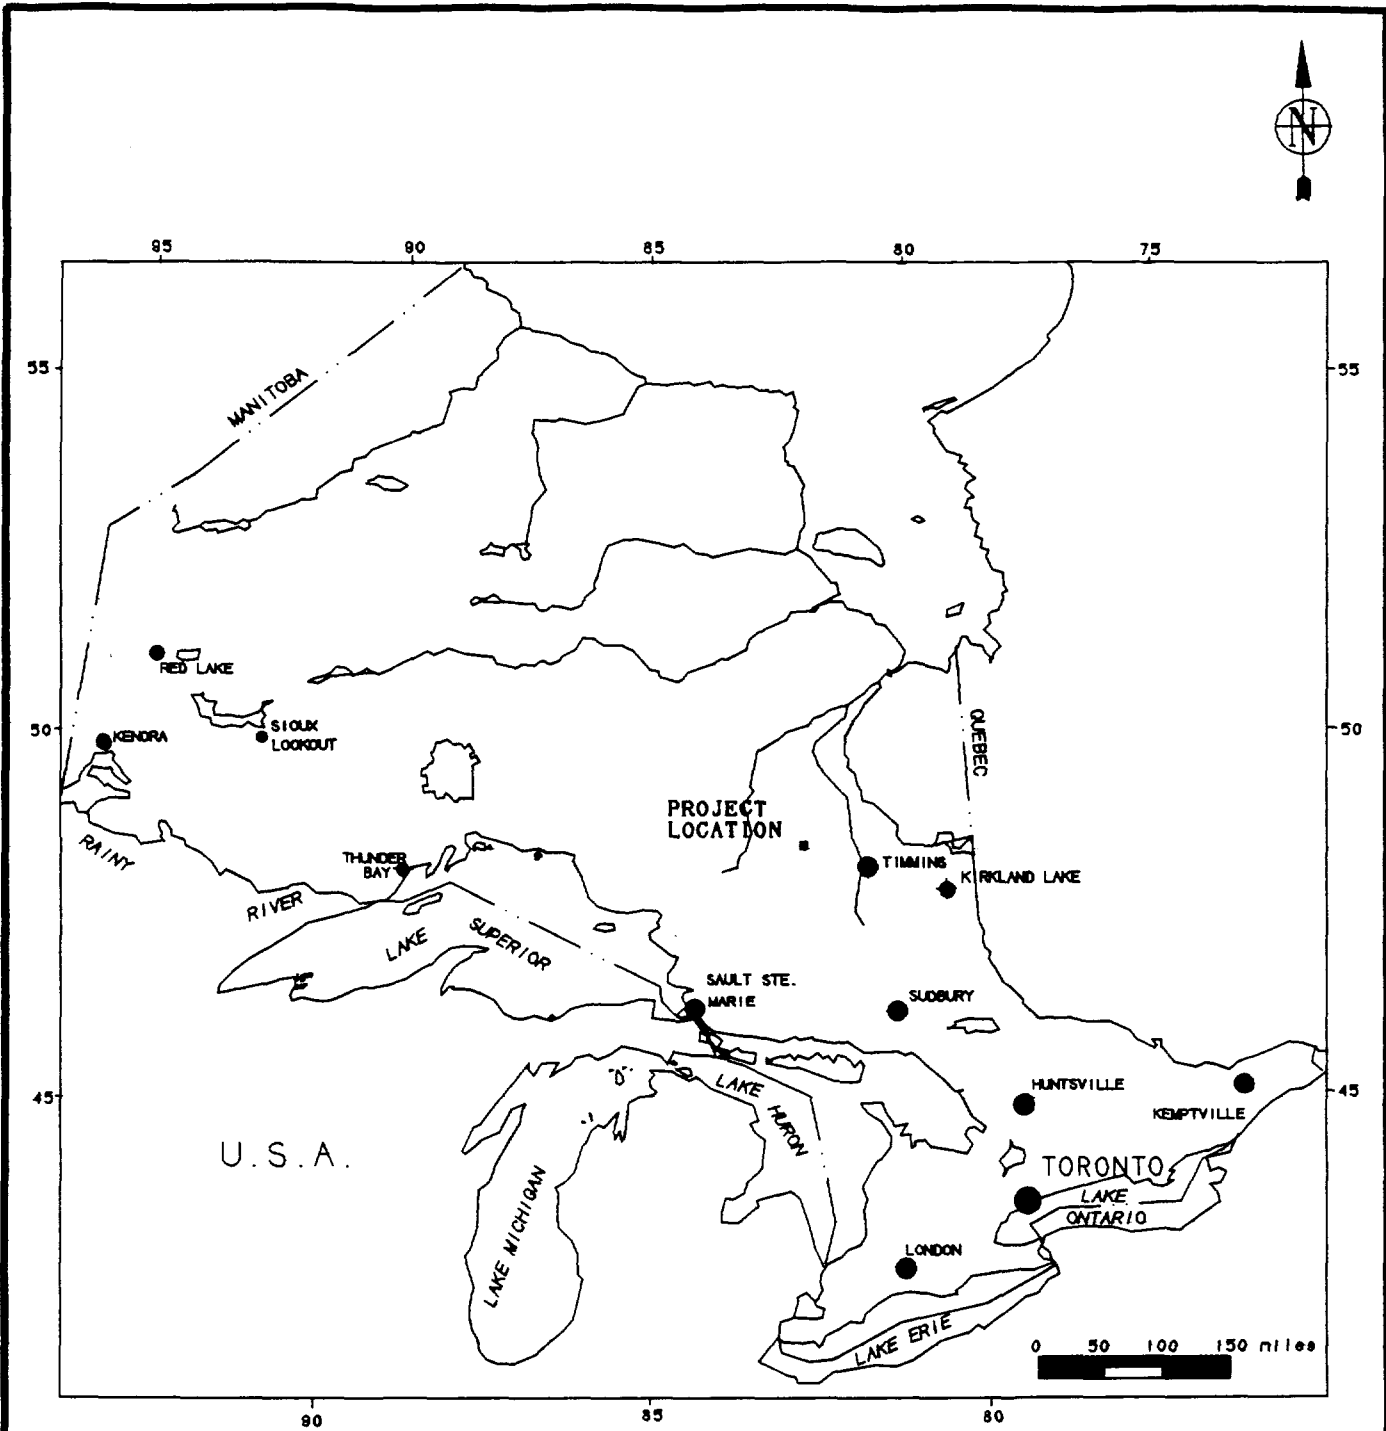 N
95 90 85 80 75
55 55
MANITOBA
RED LAKE
SIOUX
LOOKOUT
KENORA
50 50
QUEBEC
PROJECT
LOCATION
RAINY
RIVER
THUNDER
BAY
TIMMINS
KIRKLAND LAKE
LAKE SUPERIOR
SAULT STE.
MARIE
SUDBURY
LAKE HURON
HUNTSVILLE
45 45
KEMPTVILLE
U.S.A.
TORONTO
LAKE
ONTARIO
LAKE MICHIGAN
LONDON
LAKE ERIE
0 50 100 150 miles
90 85 80